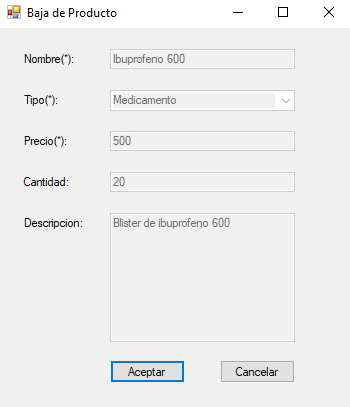 Baja de Producto
Nombre(*): Ibuprofeno 600
Tipo(*): Medicamento
Precio(*): 500
Cantidad: 20
Descripcion: Blister de ibuprofeno 600
Aceptar Cancelar